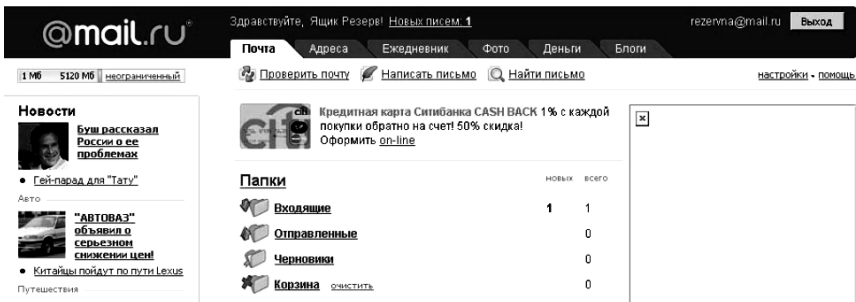 @mail.ru®
Здравствуйте, Ящик Резерв! Новых писем: 1
rezervna@mail.ru Выход
Почта Адреса Ежедневник Фото Деньги Блоги
1 Мб 5120 Мб неограниченный
Проверить почту Написать письмо Найти письмо
настройки - помощь
Новости
Буш рассказал
России о ее
проблемах
Гей-парад для "Тату"
Авто
"АВТОВАЗ"
объявил о
серьезном
снижении цен!
Китайцы пойдут по пути Lexus
Путешествия
citi
CITI
Кредитная карта Ситибанка CASH BACK 1% с каждой
покупки обратно на счет! 50% скидка!
Оформить on-line
Папки новых всего
Входящие 1 1
Отправленные 0
Черновики 0
Корзина очистить 0